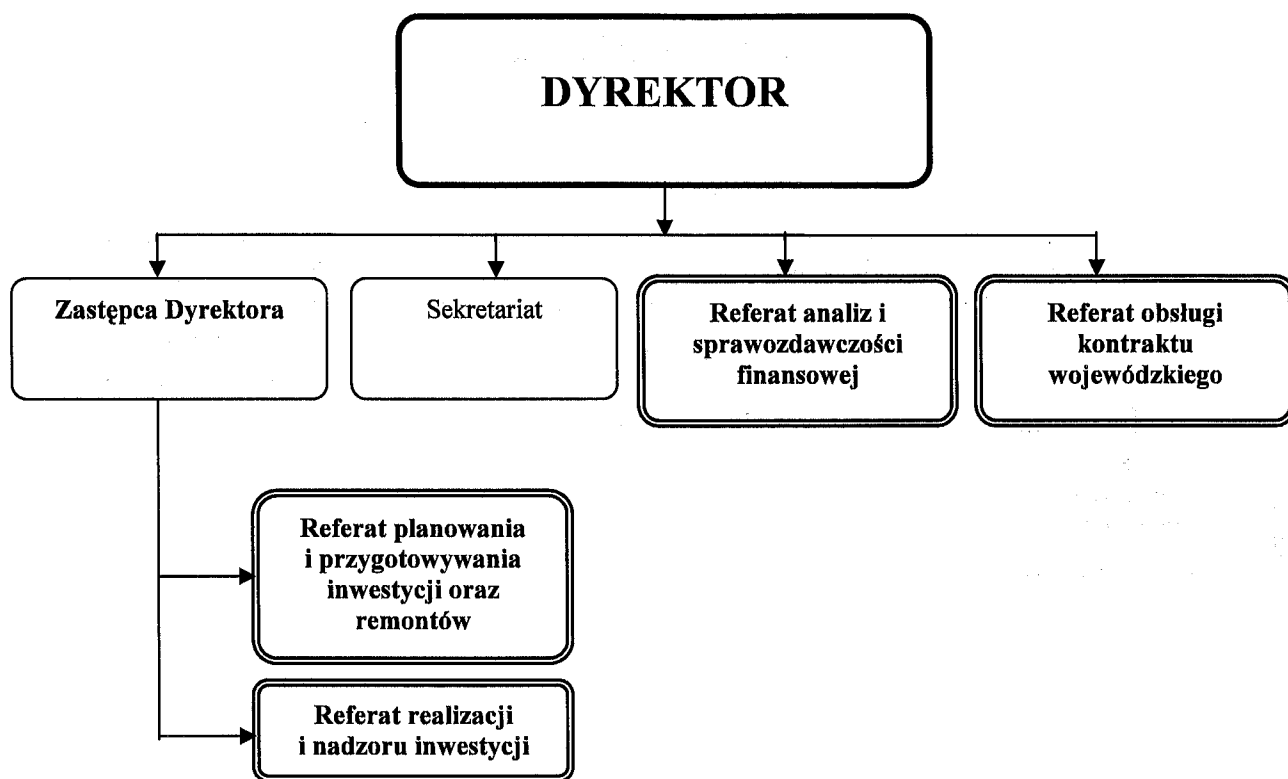 DYREKTOR
Zastępca Dyrektora
Sekretariat
Referat analiz i
sprawozdawczości
finansowej
Referat obsługi
kontraktu
wojewódzkiego
Referat planowania
i przygotowywania
inwestycji oraz
remontów
Referat realizacji
i nadzoru inwestycji